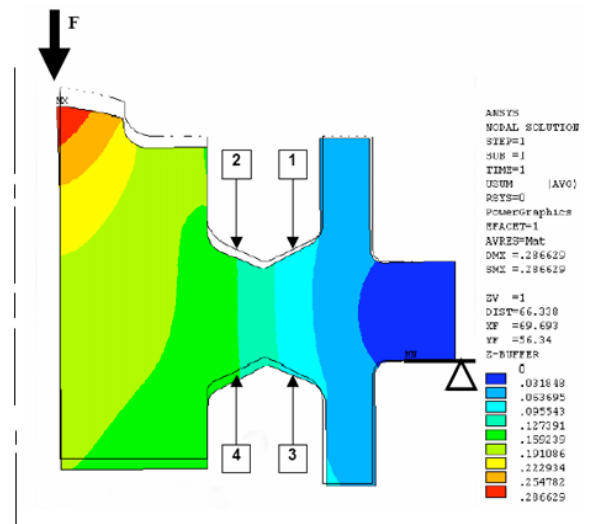 F
MX
2
1
ANSYS
NODAL SOLUTION
STEP=1
SUB =1
TIME=1
USUM (AVG)
RSYS=0
PowerGraphics
EFACET=1
AVRES=Mat
DMX =.286629
SMX =.286629
ZV =1
DIST=66.338
XF =69.693
YF =56.34
Z-BUFFER
MN
0
.031848
.063695
.095543
.127391
.159239
.191086
.222934
.254782
.286629
4
3